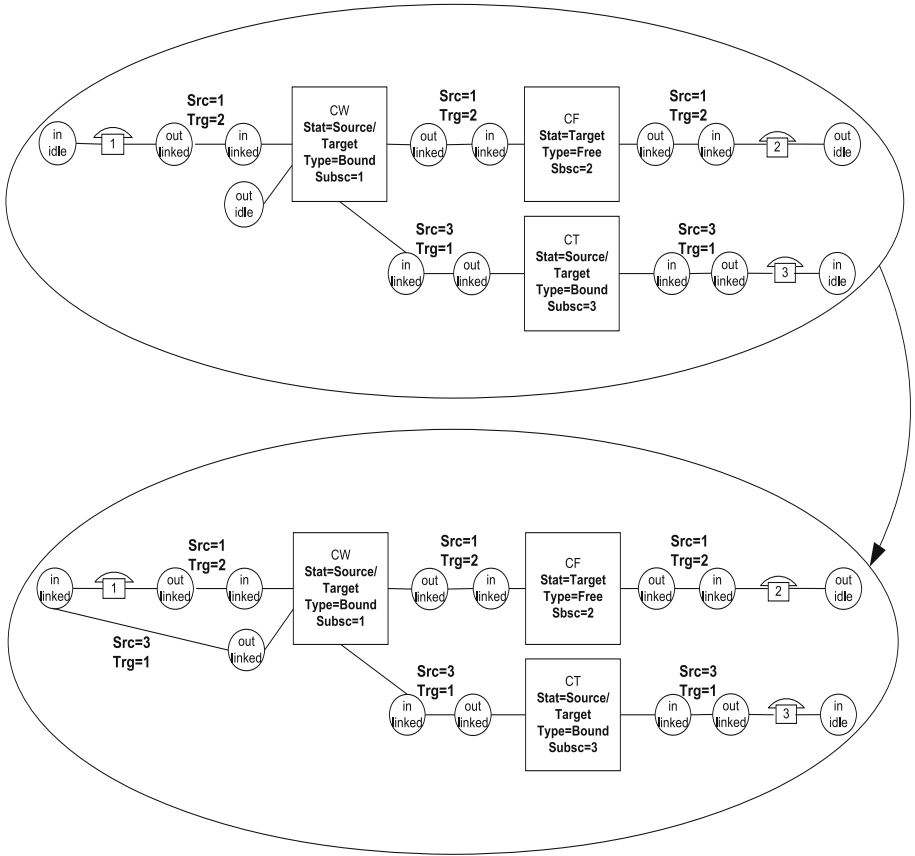 Src=1
Trg=2
Src=1
Trg=2
Src=1
Trg=2
in
idle
1
out
linked
in
linked
CW
Stat=Source/
Target
Type=Bound
Subsc=1
out
linked
in
linked
CF
Stat=Target
Type=Free
Sbsc=2
out
linked
in
linked
2
out
idle
out
idle
Src=3
Trg=1
in
linked
out
linked
CT
Stat=Source/
Target
Type=Bound
Subsc=3
Src=3
Trg=1
in
linked
out
linked
3
in
idle
Src=1
Trg=2
Src=1
Trg=2
Src=1
Trg=2
in
linked
1
out
linked
in
linked
CW
Stat=Source/
Target
Type=Bound
Subsc=1
out
linked
in
linked
CF
Stat=Target
Type=Free
Sbsc=2
out
linked
in
linked
2
out
idle
Src=3
Trg=1
out
linked
Src=3
Trg=1
in
linked
out
linked
CT
Stat=Source/
Target
Type=Bound
Subsc=3
Src=3
Trg=1
in
linked
out
linked
3
in
idle